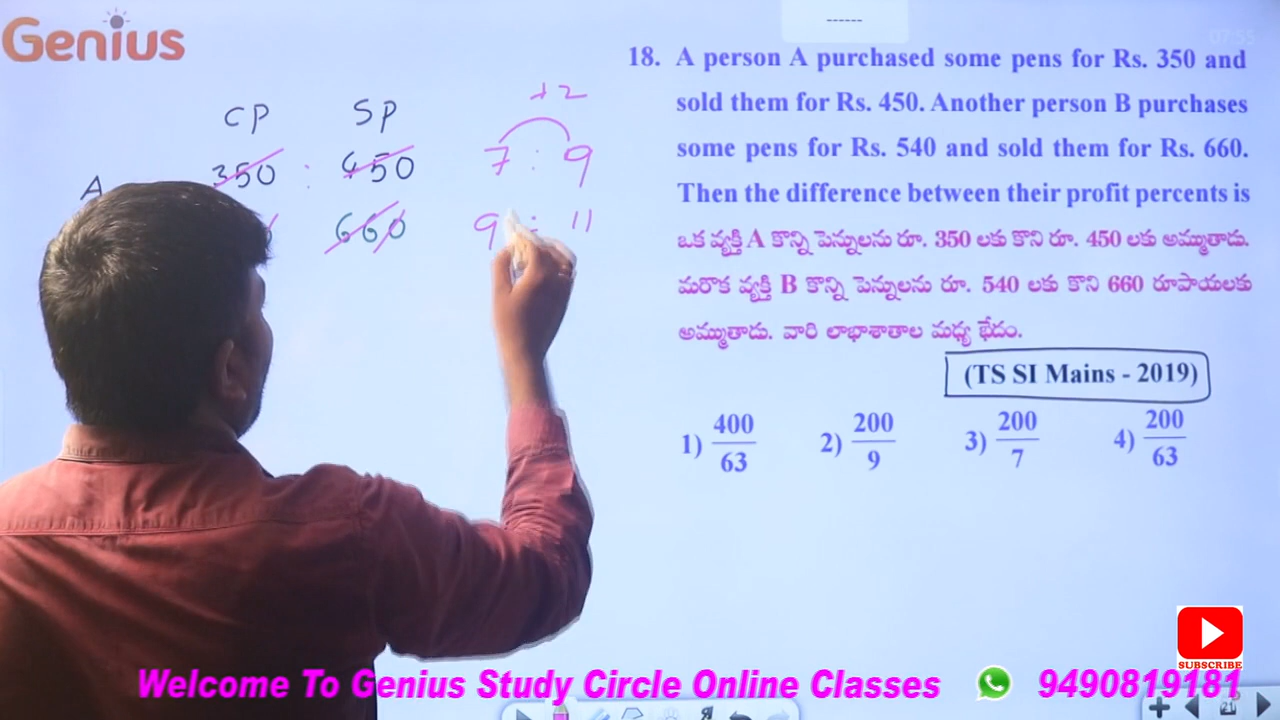 Genius
------
07:55
18. A person A purchased some pens for Rs. 350 and
sold them for Rs. 450. Another person B purchases
some pens for Rs. 540 and sold them for Rs. 660.
Then the difference between their profit percents is
ఒక వ్యక్తి A కొన్ని పెన్నులను రూ. 350 లకు కొని రూ. 450 లకు అమ్ముతాడు.
మరొక వ్యక్తి B కొన్ని పెన్నులను రూ. 540 లకు కొని 660 రూపాయలకు
అమ్ముతాడు. వారి లాభాశాతాల మధ్య భేదం.
(TS SI Mains - 2019)
1) 400/63 2) 200/9 3) 200/7 4) 200/63
CP SP +2
A 350 : 450 7 : 9
660 9 : 11
SUBSCRIBE
Welcome To Genius Study Circle Online Classes 9490819181
21